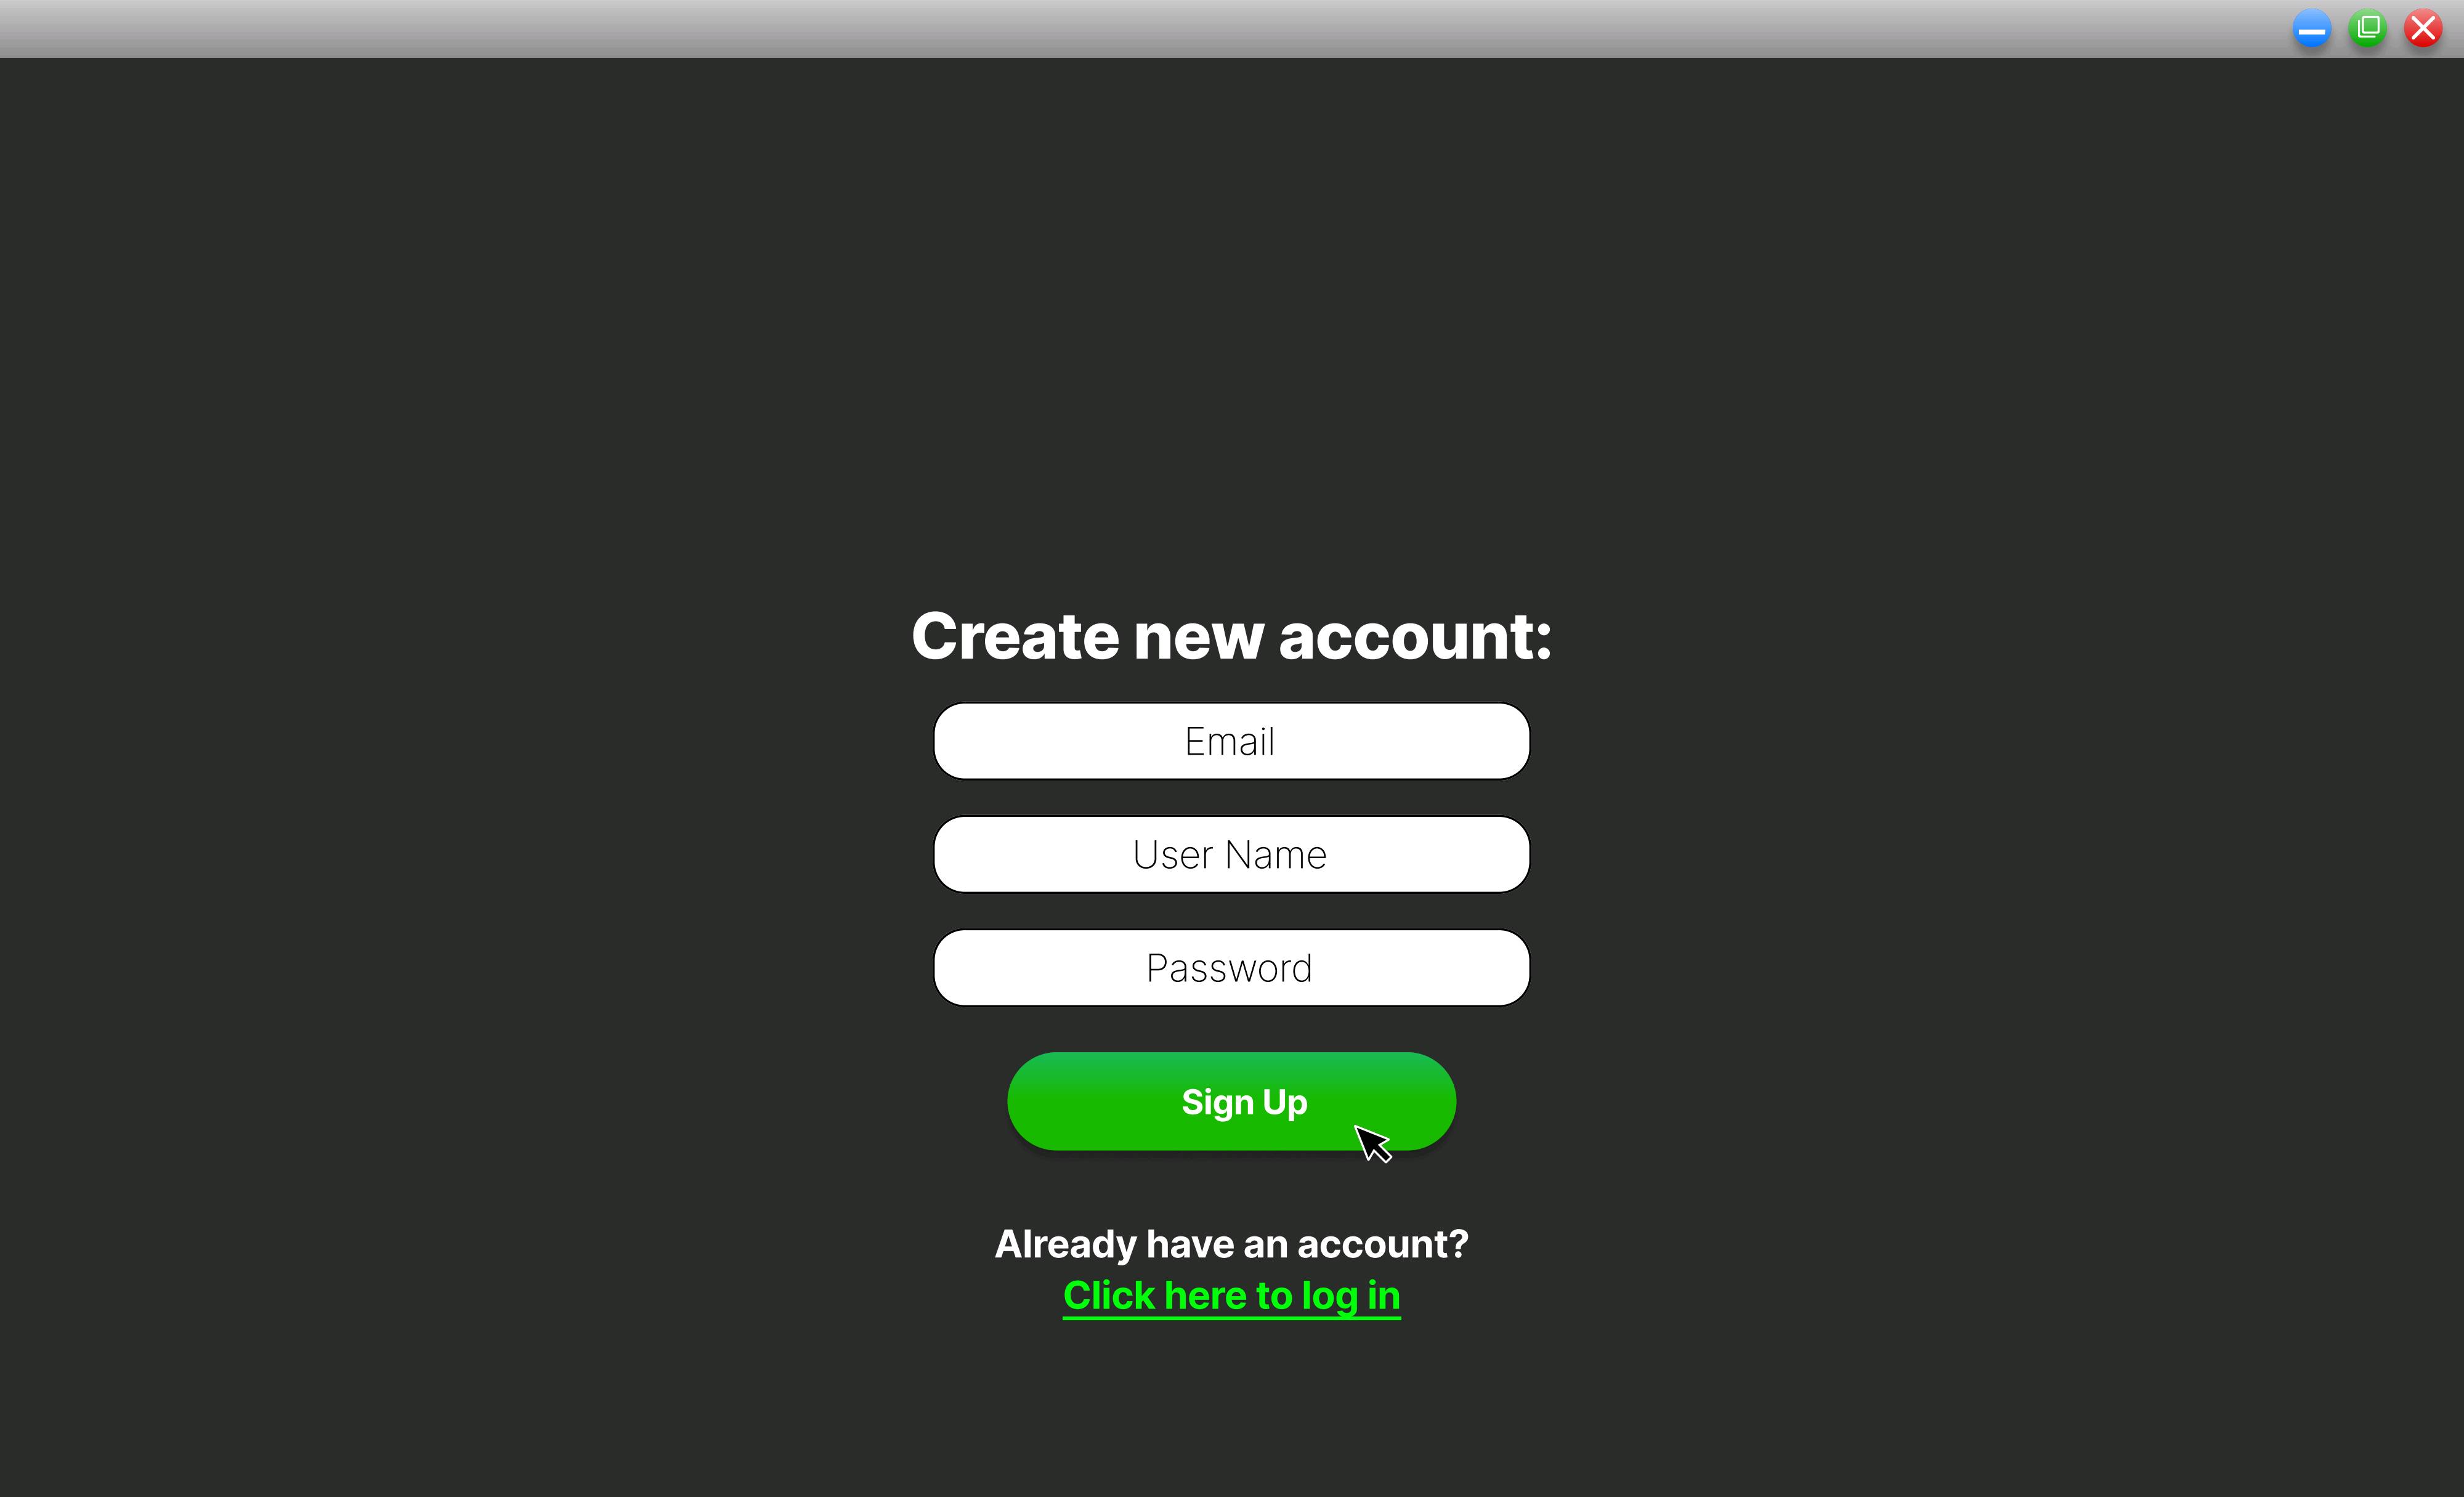 Create new account:
Email
User Name
Password
Sign Up
Already have an account?
Click here to log in